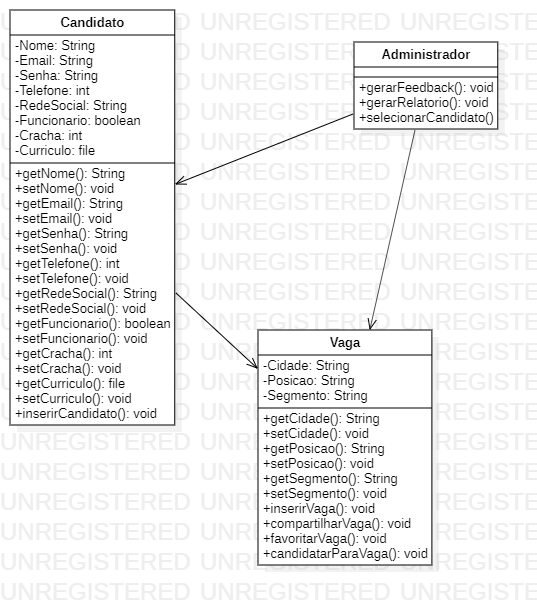 Candidato
-Nome: String
-Email: String
-Senha: String
-Telefone: int
-RedeSocial: String
-Funcionario: boolean
-Cracha: int
-Curriculo: file
+getNome(): String
+setNome(): void
+getEmail(): String
+setEmail(): void
+getSenha(): String
+setSenha(): void
+getTelefone(): int
+setTelefone(): void
+getRedeSocial(): String
+setRedeSocial(): void
+getFuncionario(): boolean
+setFuncionario(): void
+getCracha(): int
+setCracha(): void
+getCurriculo(): file
+setCurriculo(): void
+inserirCandidato(): void
Administrador
+gerarFeedback(): void
+gerarRelatorio(): void
+selecionarCandidato()
Vaga
-Cidade: String
-Posicao: String
-Segmento: String
+getCidade(): String
+setCidade(): void
+getPosicao(): String
+setPosicao(): void
+getSegmento(): String
+setSegmento(): void
+inserirVaga(): void
+compartilharVaga(): void
+favoritarVaga(): void
+candidatarParaVaga(): void
UNREGISTERED